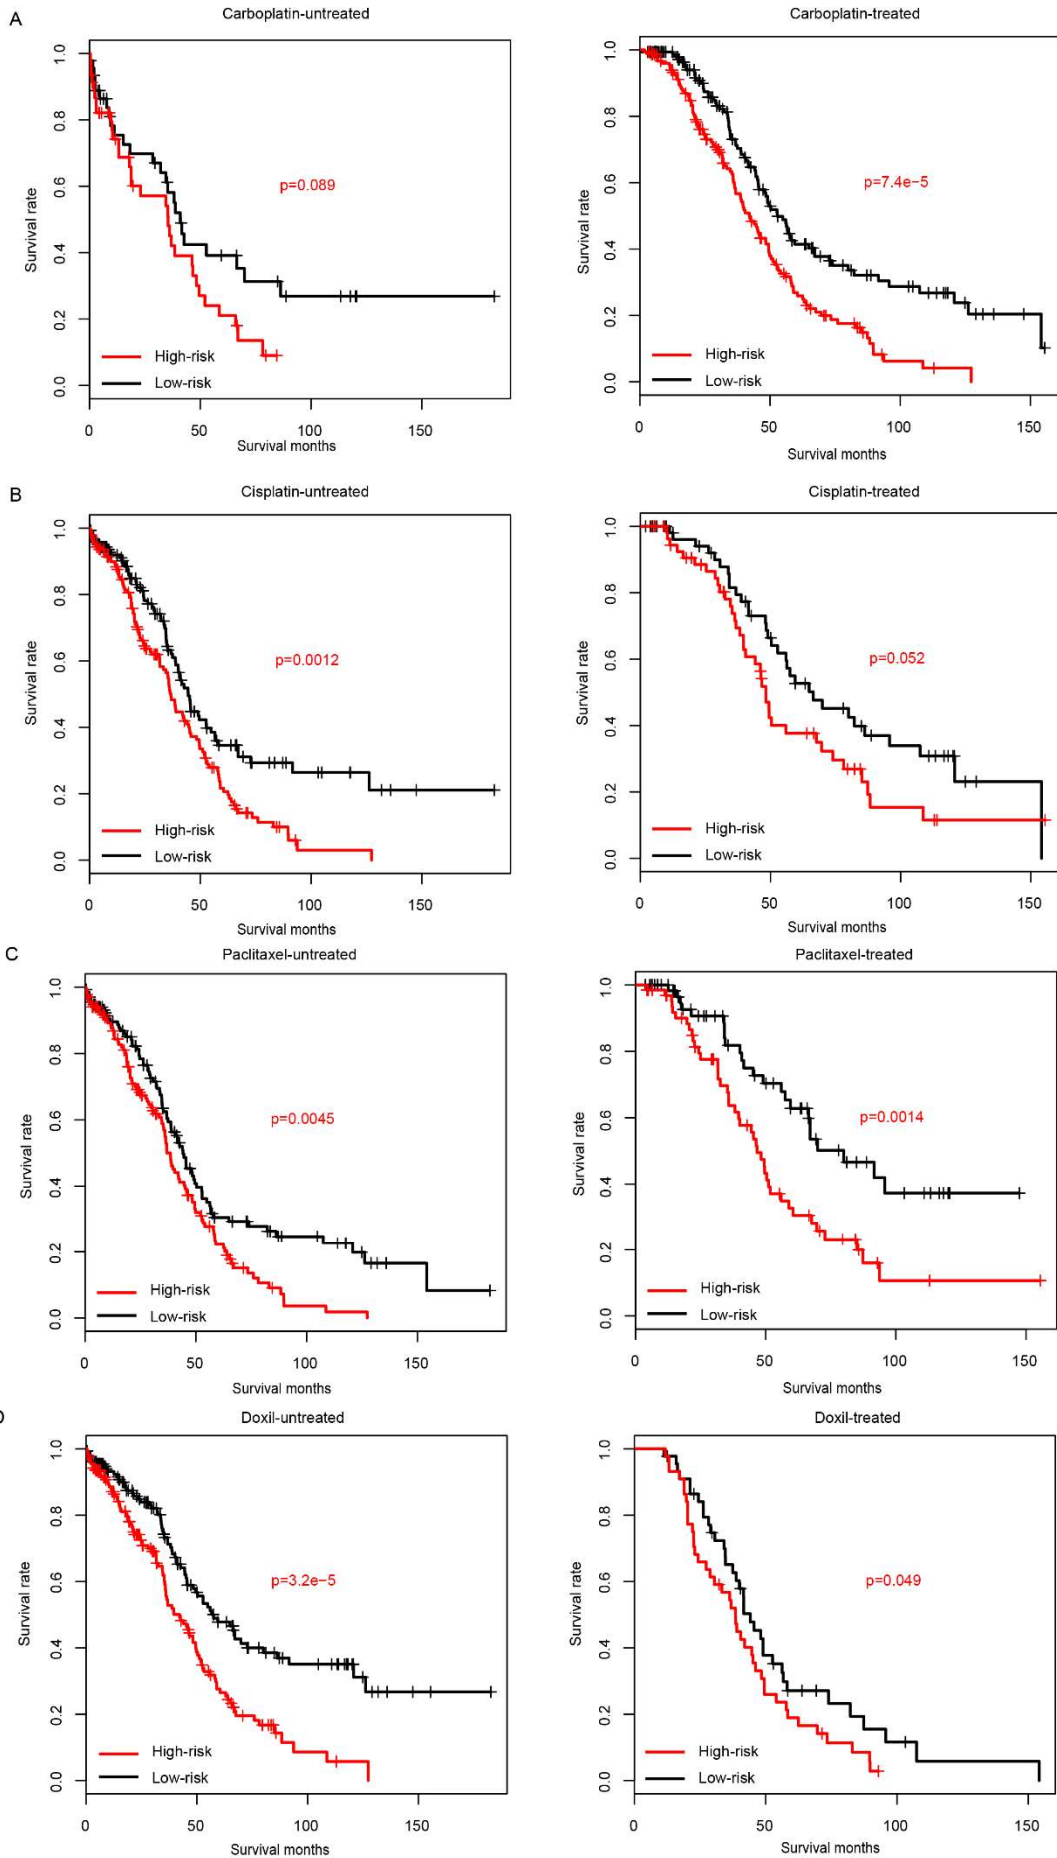 A
Carboplatin-untreated
Survival rate
1.0
0.8
0.6
0.4
0.2
0.0
p=0.089
High-risk
Low-risk
0 50 100 150
Survival months
Carboplatin-treated
Survival rate
1.0
0.8
0.6
0.4
0.2
0.0
p=7.4e−5
High-risk
Low-risk
0 50 100 150
Survival months
B
Cisplatin-untreated
Survival rate
1.0
0.8
0.6
0.4
0.2
0.0
p=0.0012
High-risk
Low-risk
0 50 100 150
Survival months
Cisplatin-treated
Survival rate
1.0
0.8
0.6
0.4
0.2
0.0
p=0.052
High-risk
Low-risk
0 50 100 150
Survival months
C
Paclitaxel-untreated
Survival rate
1.0
0.8
0.6
0.4
0.2
0.0
p=0.0045
High-risk
Low-risk
0 50 100 150
Survival months
Paclitaxel-treated
Survival rate
1.0
0.8
0.6
0.4
0.2
0.0
p=0.0014
High-risk
Low-risk
0 50 100 150
Survival months
D
Doxil-untreated
Survival rate
1.0
0.8
0.6
0.4
0.2
0.0
p=3.2e−5
High-risk
Low-risk
0 50 100 150
Survival months
Doxil-treated
Survival rate
1.0
0.8
0.6
0.4
0.2
0.0
p=0.049
High-risk
Low-risk
0 50 100 150
Survival months